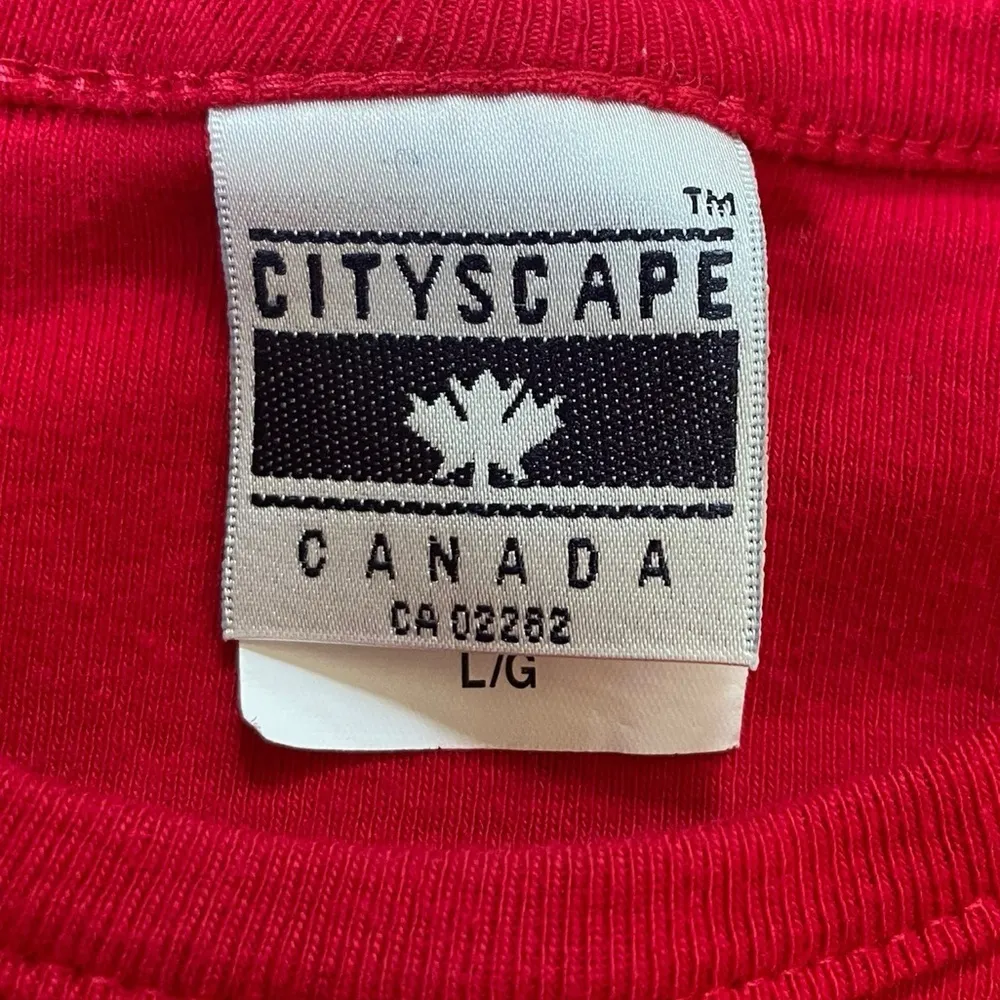 TM
CITYSCAPE
CANADA
CA 02262
L/G